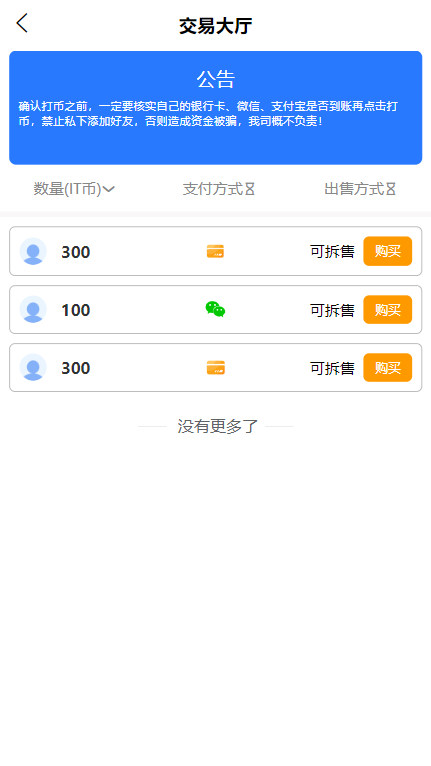 交易大厅
公告
确认打币之前，一定要核实自己的银行卡、微信、支付宝是否到账再点击打
币，禁止私下添加好友，否则造成资金被骗，我司概不负责！
数量(IT币) 支付方式 出售方式
300 可拆售 购买
100 可拆售 购买
300 可拆售 购买
没有更多了